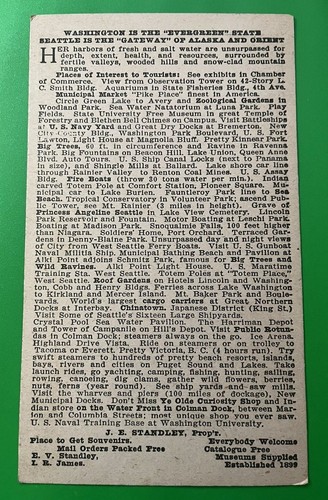 WASHINGTON IS THE "EVERGREEN" STATE
SEATTLE IS THE "GATEWAY" OF ALASKA AND ORIENT
HER harbors of fresh and salt water are unsurpassed for
depth, extent, health, and resources, surrounded by
fertile valleys, wooded hills and snow-clad mountain
ranges.
Places of Interest to Tourists: See exhibits in Chamber
of Commerce. View from Observation Tower on 42-Story L.
C. Smith Bldg. Aquariums in State Fisheries Bldg., 4th Ave.
Municipal Market "Pike Place" Finest in America.
Circle Green Lake to Avery and Zoological Gardens in
Woodland Park. Sea Water Natatorium at Luna Park. Play
Fields. State University Free Museum in great Temple of
Forestry and Blethen Bell Chimes on Campus. Visit Battleships
at U. S. Navy Yard and Great Dry Docks at Bremerton. New
City County Bldg., Washington Park Boulevard, U. S. Fort
Lawton, Light House at Magnolia Bluff. Pretty Kinnear Park.
Big Trees, 60 ft. in circumference and Ravine in Ravenna
Park. Big Fountains on Beacon Hill, Lake Union, Queen Anne
Blvd. Auto Tours. U. S. Ship Canal Locks (next to Panama
in size), and Shingle Mills at Ballard. Lake shore car line
through Rainier Valley to Renton Coal Mines. U. S. Assay
Bldg. Fire Boats (throw 30 tons water per min.). Indian
carved Totem Pole at Comfort Station, Pioneer Square. Mu-
nicipal car to Lake Burien. Fauntleroy Park line to Sea
Beach. Tropical Conservatory in Volunteer Park; ascend Pub-
lic Tower, see Mt. Rainier (3 miles in height). Grave of
Princess Angeline Seattle in Lake View Cemetery. Lincoln
Park Reservoir and Fountain. Motor Boating at Leschi Park.
Boating at Madison Park. Snoqualmie Falls, 100 feet higher
than Niagara. Soldiers' Home, Port Orchard. Terraced Gar-
dens in Denny-Blaine Park. Unsurpassed day and night views
of City from West Seattle Ferry Boats. Visit U. S. Gunboat
Naval Militia Ship, Municipal Bathing Beach and Pavilion at
Alki Point adjoins Schmitz Park, famous for Big Trees and
Wild Ravines. Alki Point Light House. U. S. Maratime
Training Sta. West Seattle. Totem Poles at "Totem Place,"
West Seattle. Roof Gardens on Hotels Lincoln and Washing-
ton, Cobb and Henry Bldgs. Ferries across Lake Washington
to Kirkland and Mercer Island. Mt. Baker Park and Boule-
vards. World's largest cargo carriers at Great Northern
Docks at Interbay. Chinatown. Japanese District (King St.)
Visit Some of Seattle's Sixteen Large Shipyards.
Crystal Pool Sea Water Pavilion. The Harriman Depot
and Tower of Campanile on Hill's Depot. Visit Public Rotun-
das in Colman Dock; steamers always on the go. Ice Arena.
Highland Drive Vista. Ride on steamers or on trolley to
Tacoma or Everett. Pretty Victoria, B. C. (4 hours run). Try
swift steamers to hundreds of pretty beach resorts, islands,
bays, rivers and cities on Puget Sound and Lakes. Take
launch rides, go yachting, camping, fishing, hunting, sailing,
rowing, canoeing, dig clams, gather wild flowers, berries,
nuts, ferns (year round). See ship yards and saw mills.
Visit the wharves and piers (100 miles of dockage), New
Municipal Docks. Don't Miss Ye Olde Curiosity Shop and In-
dian store on the Water Front in Colman Dock, between Mar-
ion and Columbia Streets; most unique shop you ever saw.
U. S. Naval Training Base at Washington University.
J. E. STANDLEY, Prop'r.
Place to Get Souvenirs. Everybody Welcome
Mail Orders Packed Free Catalogue Free
E. V. Standley, Museums Supplied
I. R. James. Established 1899